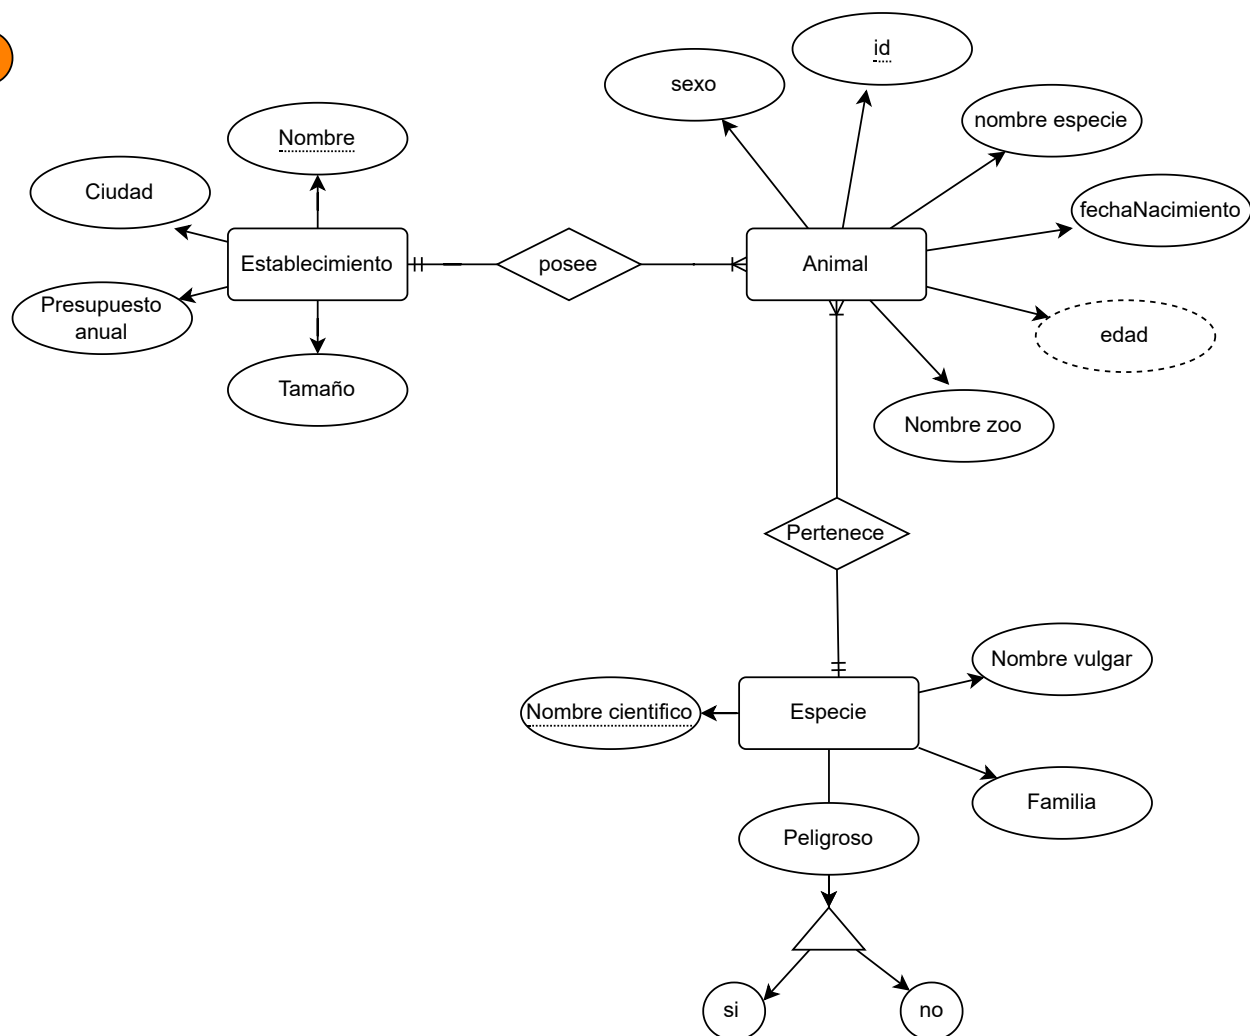 id
sexo
nombre especie
Nombre
Ciudad
fechaNacimiento
Establecimiento
posee
Animal
Presupuesto
anual
edad
Tamaño
Nombre zoo
Pertenece
Nombre vulgar
Nombre cientifico
Especie
Familia
Peligroso
si
no